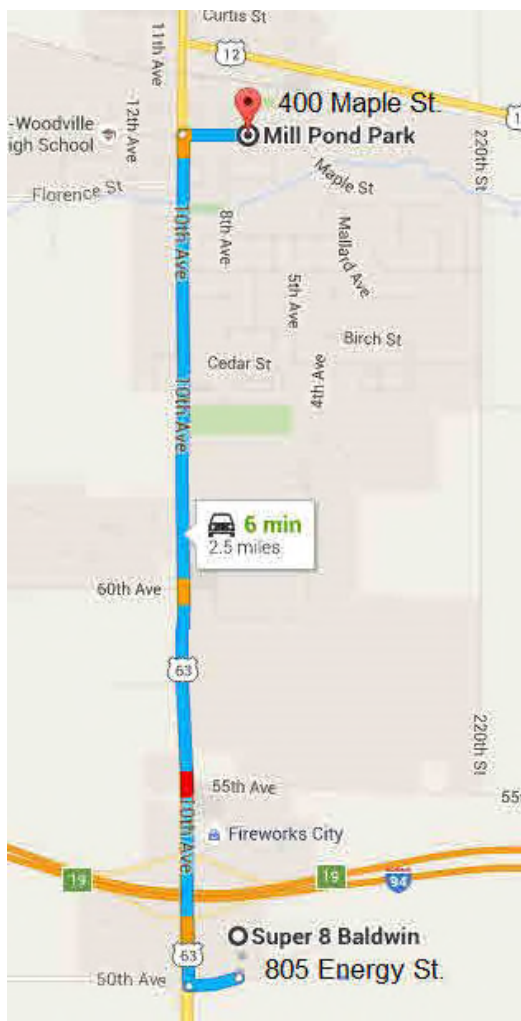 Curtis St
11th Ave
12
400 Maple St.
12th Ave
-Woodville
igh School
Mill Pond Park
220th St
Maple St
Florence St
10th Ave
8th Ave
Mallard Ave
5th Ave
Birch St
Cedar St
4th Ave
10th Ave
6 min
2.5 miles
60th Ave
63
220th St
55th Ave
55
10th Ave
Fireworks City
19
19
94
Super 8 Baldwin
63
805 Energy St.
50th Ave